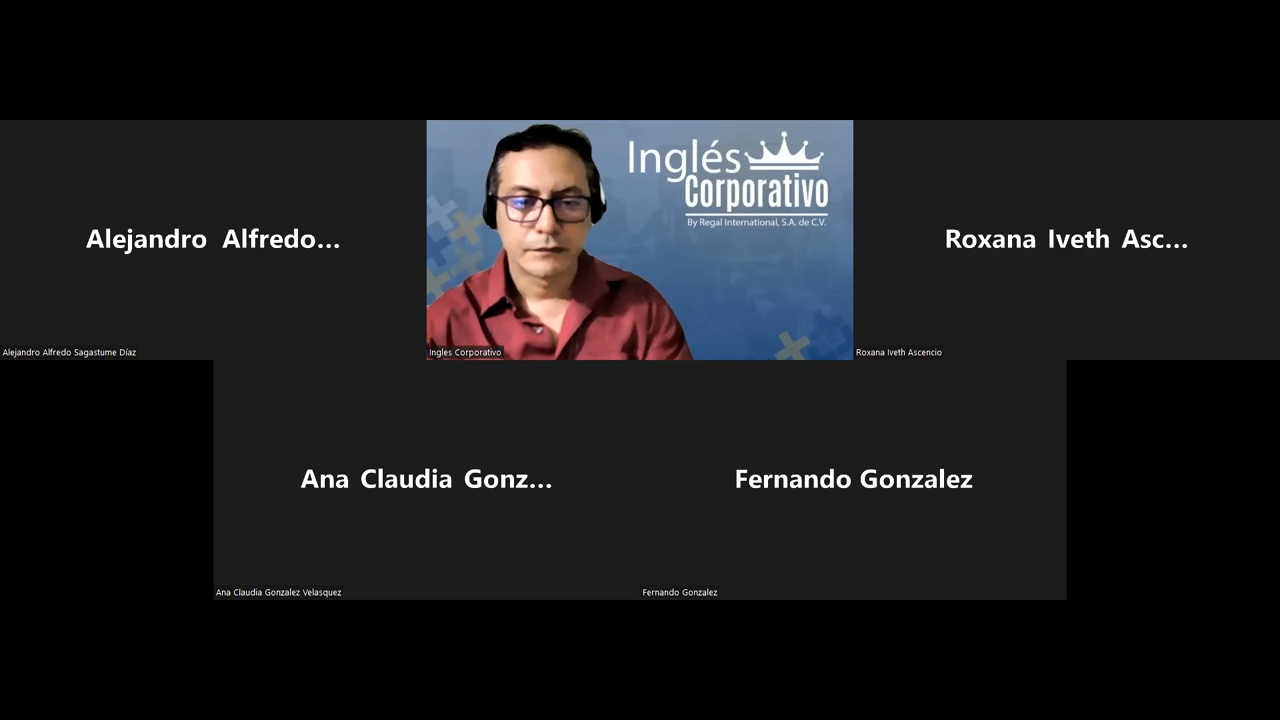 Alejandro Alfredo...
Inglés
Corporativo
By Regal International, S.A. de C.V.
Roxana Iveth Asc...
Alejandro Alfredo Sagastume Díaz
Ingles Corporativo
Roxana Iveth Ascencio
Ana Claudia Gonz...
Fernando Gonzalez
Ana Claudia Gonzalez Velasquez
Fernando Gonzalez